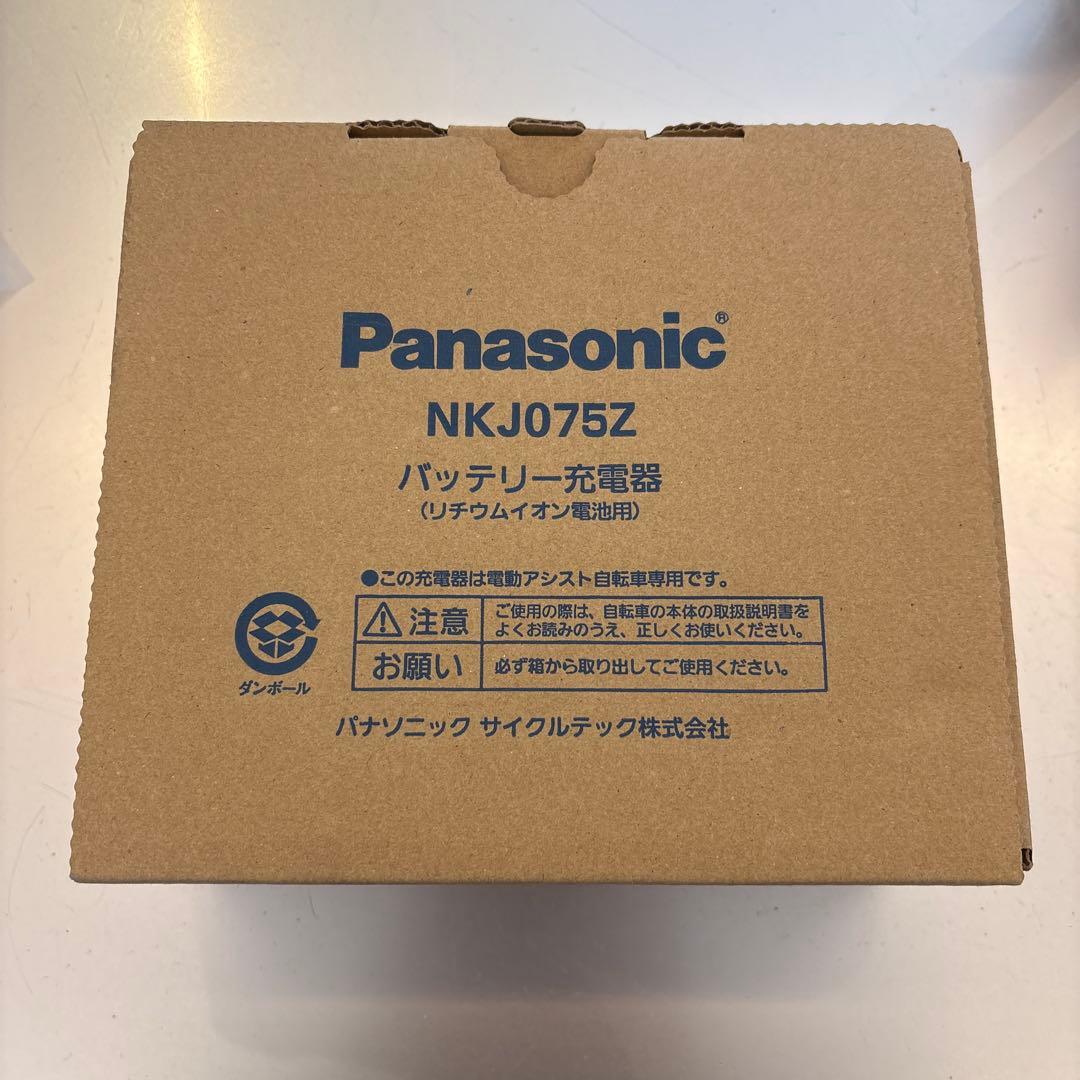 Panasonic®
NKJ075Z
バッテリー充電器
(リチウムイオン電池用)
●この充電器は電動アシスト自転車専用です。
注意
ご使用の際は、自転車の本体の取扱説明書を
よくお読みのうえ、正しくお使いください。
お願い
必ず箱から取り出してご使用ください。
ダンボール
パナソニック サイクルテック株式会社